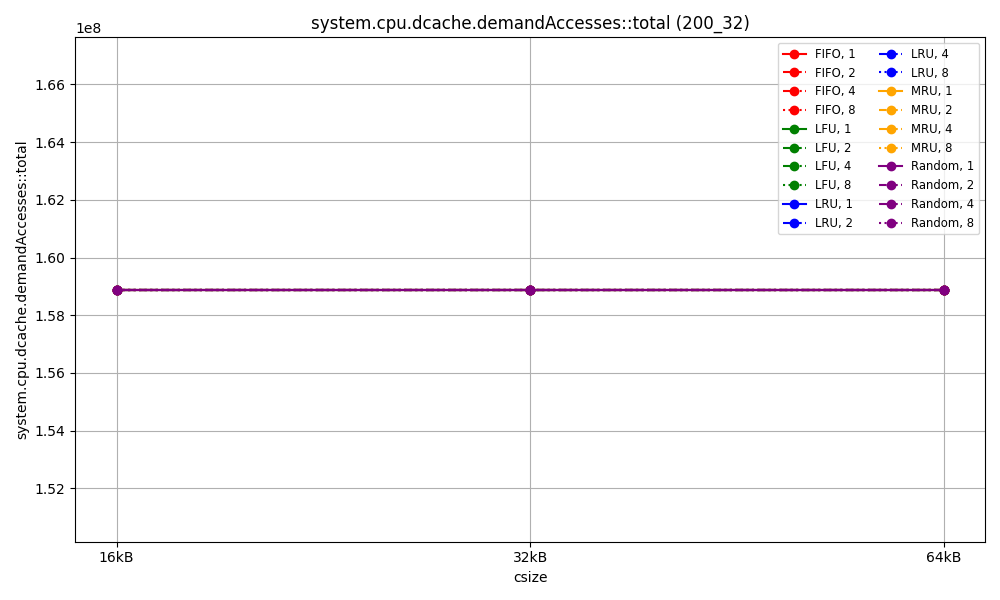 system.cpu.dcache.demandAccesses::total (200_32)
1e8
system.cpu.dcache.demandAccesses::total
1.66
1.64
1.62
1.60
1.58
1.56
1.54
1.52
FIFO, 1
FIFO, 2
FIFO, 4
FIFO, 8
LFU, 1
LFU, 2
LFU, 4
LFU, 8
LRU, 1
LRU, 2
LRU, 4
LRU, 8
MRU, 1
MRU, 2
MRU, 4
MRU, 8
Random, 1
Random, 2
Random, 4
Random, 8
16kB
32kB
64kB
csize